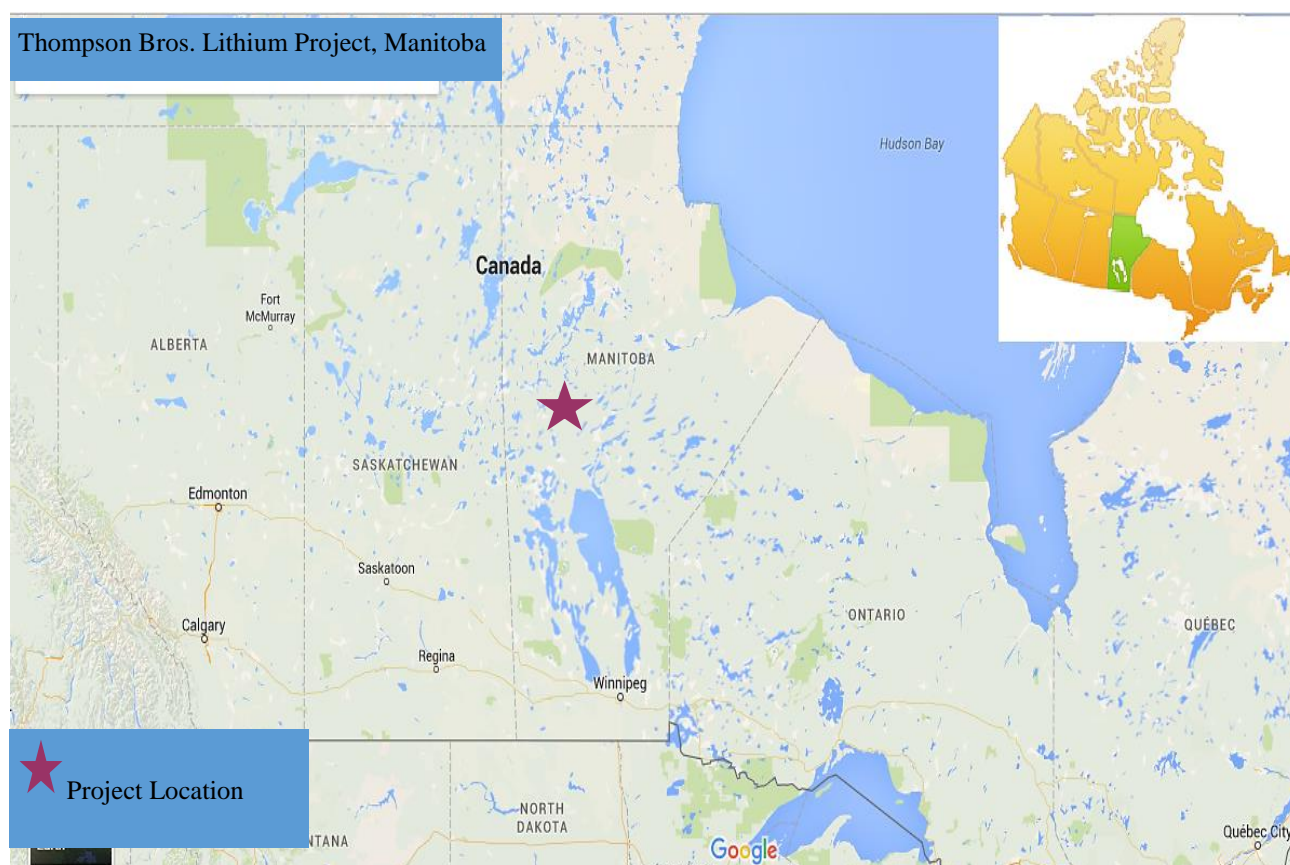 Thompson Bros. Lithium Project, Manitoba
Hudson Bay
Canada
Fort
McMurray
ALBERTA
MANITOBA
SASKATCHEWAN
Edmonton
Saskatoon
ONTARIO
Calgary
QUÉBEC
Regina
Winnipeg
Project Location
NORTH
DAKOTA
NTANA
Google
Québec City